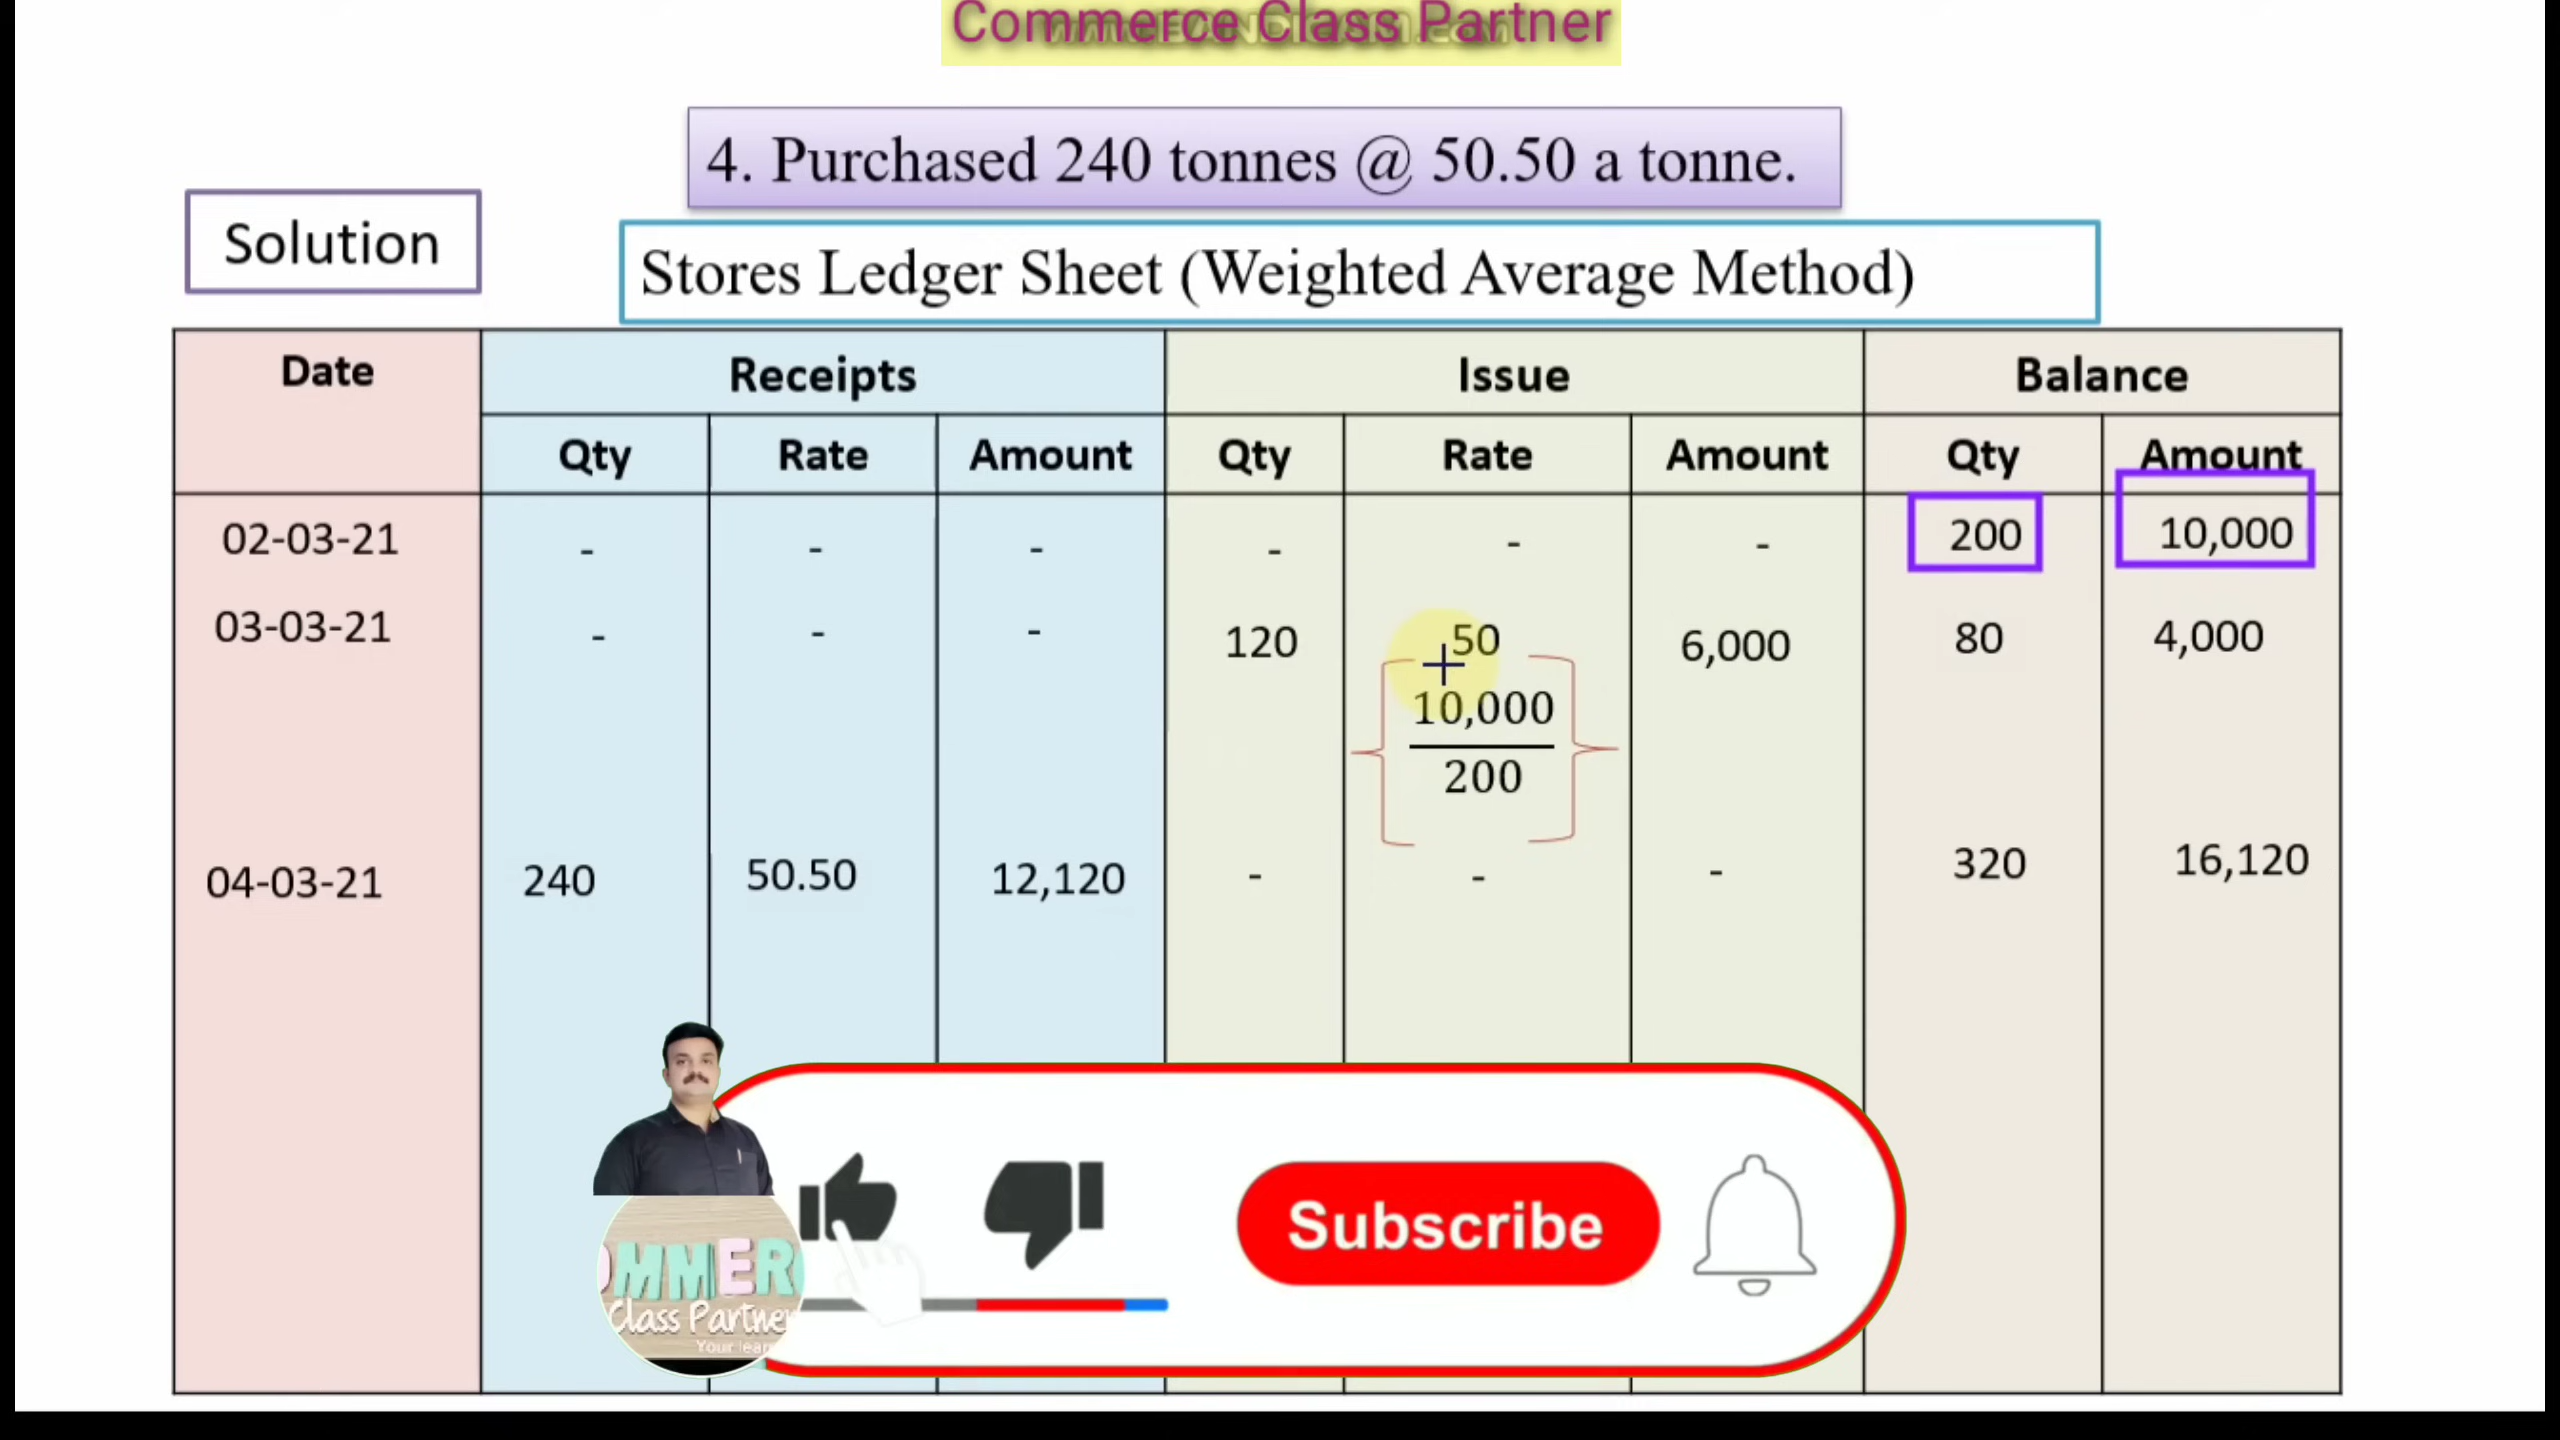 Commerce Class Partner
4. Purchased 240 tonnes @ 50.50 a tonne.
Solution
Stores Ledger Sheet (Weighted Average Method)
Date Receipts Issue Balance
Qty Rate Amount Qty Rate Amount Qty Amount
02-03-21 - - - - - - 200 10,000
03-03-21 - - - 120 50 6,000 80 4,000
10,000
200
04-03-21 240 50.50 12,120 - - - 320 16,120
Subscribe
OMMER
Class Partner